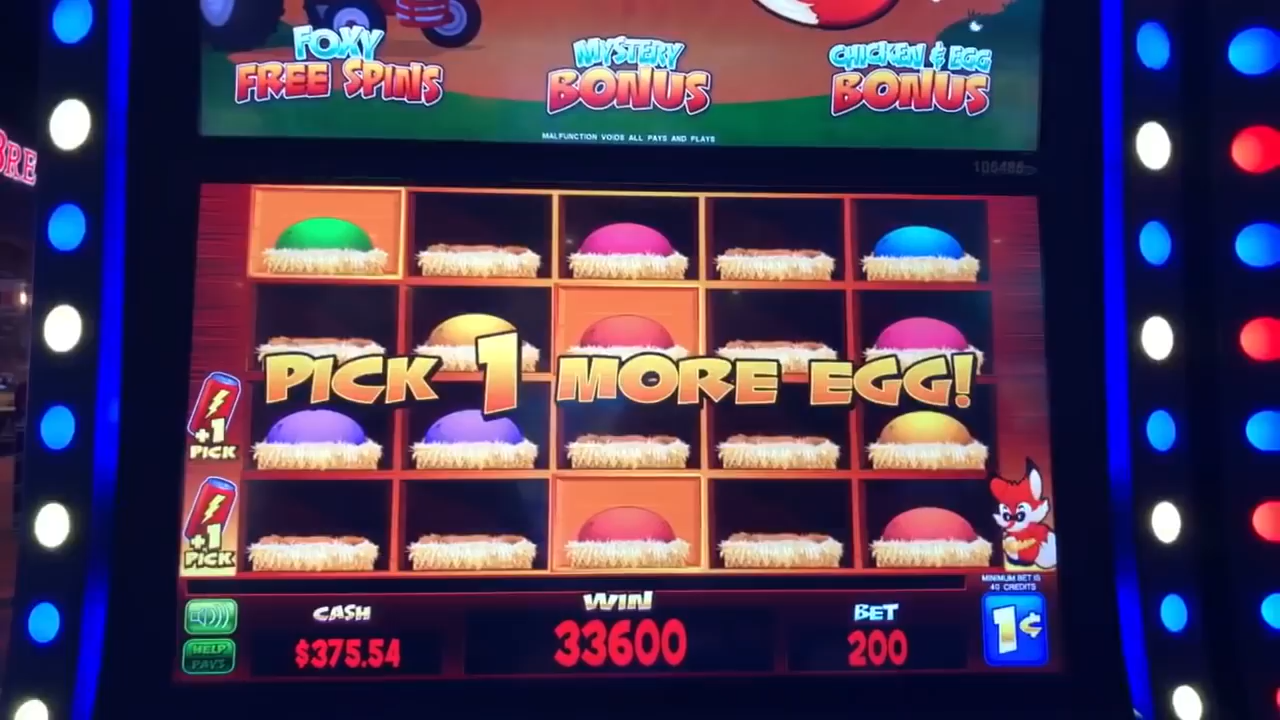 FOXY
FREE SPINS
MYSTERY
BONUS
CHICKEN & EGG
BONUS
MALFUNCTION VOIDS ALL PAYS AND PLAYS
PICK 1 MORE EGG!
+1
PICK
+1
PICK
MINIMUM BET IS
40 CREDITS
CASH
WIN
BET
1¢
$375.54
33600
200
HELP
PAYS